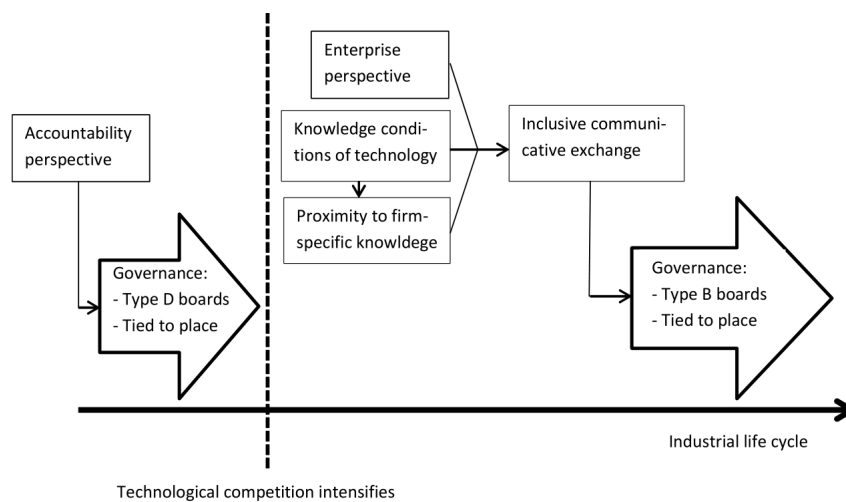 Enterprise
perspective
Accountability
perspective
Knowledge condi-
tions of technology
Inclusive communi-
cative exchange
Proximity to firm-
specific knowldege
Governance:
- Type D boards
- Tied to place
Governance:
- Type B boards
- Tied to place
Industrial life cycle
Technological competition intensifies